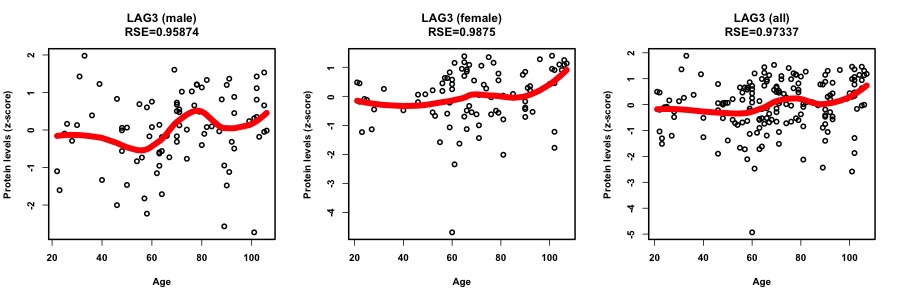 LAG3 (male)
RSE=0.95874
Protein levels (z-score)
2
1
0
-1
-2
20
40
60
80
100
Age
LAG3 (female)
RSE=0.9875
Protein levels (z-score)
1
0
-1
-2
-3
-4
20
40
60
80
100
Age
LAG3 (all)
RSE=0.97337
Protein levels (z-score)
2
1
0
-1
-2
-3
-4
-5
20
40
60
80
100
Age